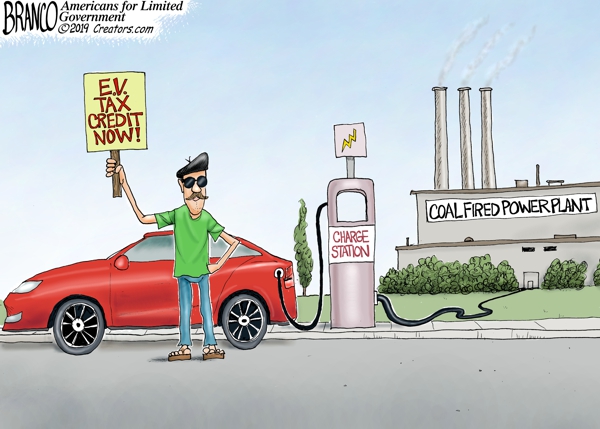 BRANCO
Americans for Limited
Government
©2019 Creators.com
E.V.
TAX
CREDIT
NOW!
CHARGE
STATION
COAL FIRED POWER PLANT